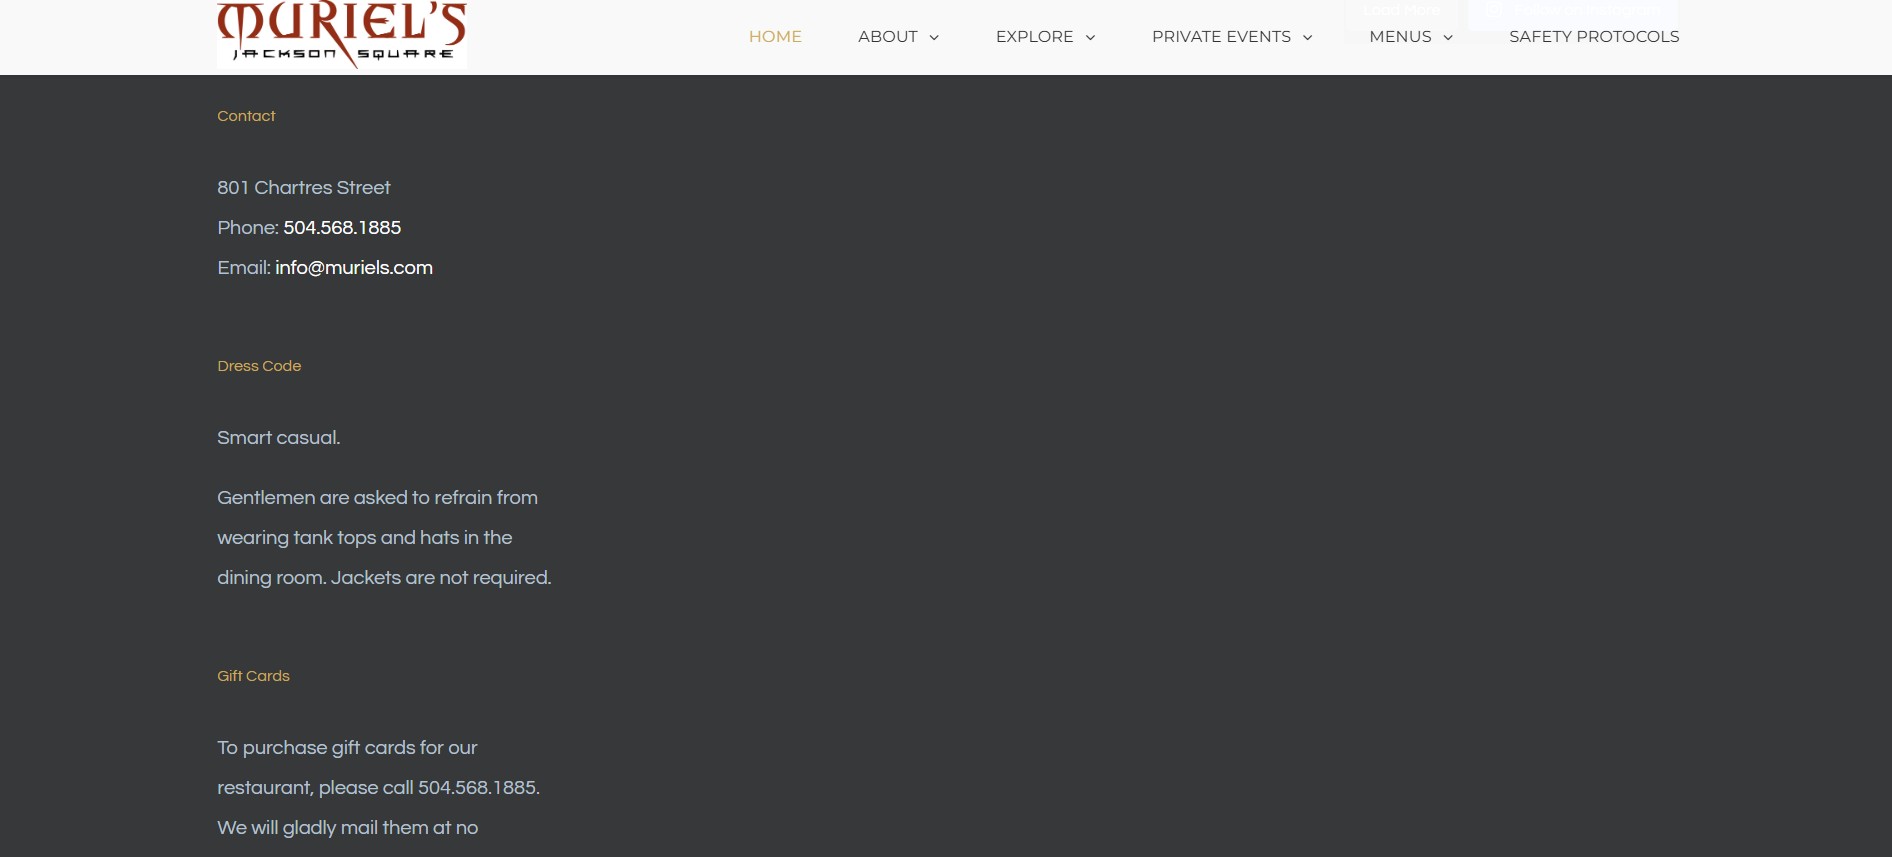 MURIEL'S
JACKSON SQUARE
HOME ABOUT EXPLORE PRIVATE EVENTS MENUS SAFETY PROTOCOLS
Load More
Contact
801 Chartres Street
Phone: 504.568.1885
Email: info@muriels.com
Dress Code
Smart casual.
Gentlemen are asked to refrain from
wearing tank tops and hats in the
dining room. Jackets are not required.
Gift Cards
To purchase gift cards for our
restaurant, please call 504.568.1885.
We will gladly mail them at no